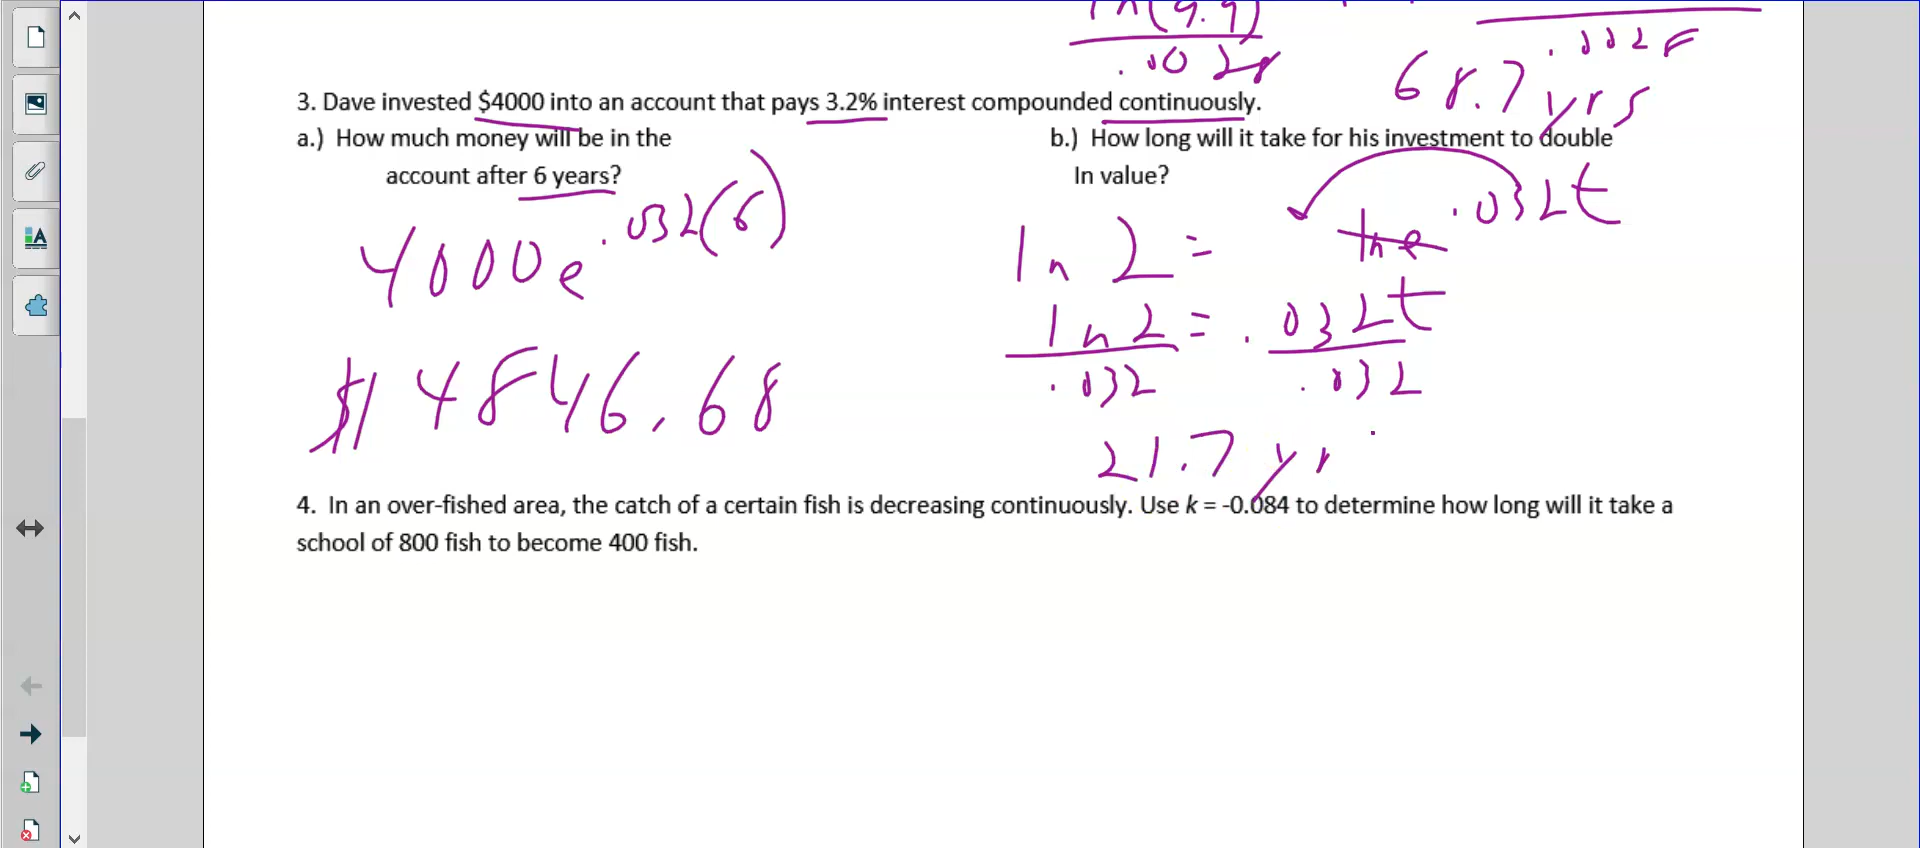 ln(9.9)
.028
.0028
68.7 yrs
3. Dave invested $4000 into an account that pays 3.2% interest compounded continuously.
a.) How much money will be in the
account after 6 years?
b.) How long will it take for his investment to double
In value?
4000e^.032(6)
$4846.68
ln 2 = ln e^.032t
ln 2 = .032t
.032 .032
21.7 yr
4. In an over-fished area, the catch of a certain fish is decreasing continuously. Use k = -0.084 to determine how long will it take a
school of 800 fish to become 400 fish.